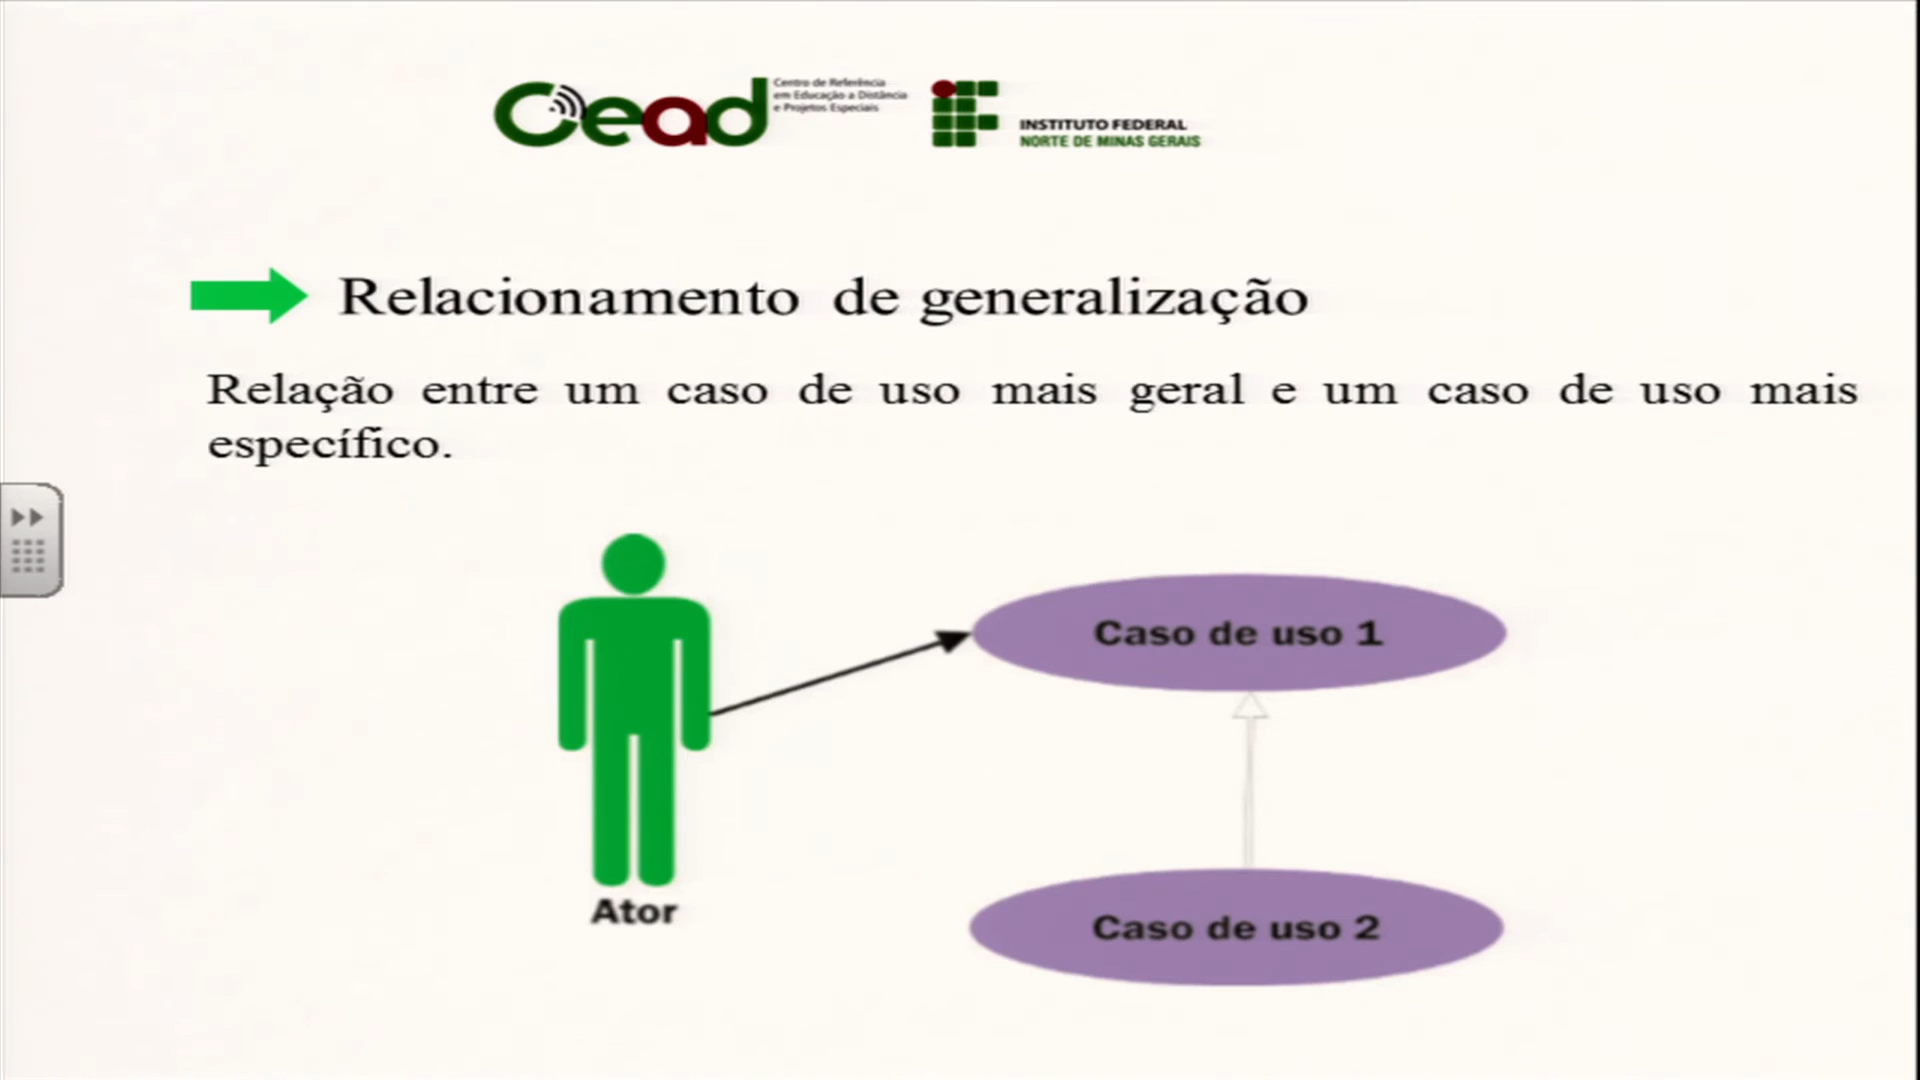 Cead
Centro de Referência
em Educação a Distância
e Projetos Especiais
INSTITUTO FEDERAL
NORTE DE MINAS GERAIS
Relacionamento de generalização
Relação entre um caso de uso mais geral e um caso de uso mais
específico.
Caso de uso 1
Ator
Caso de uso 2